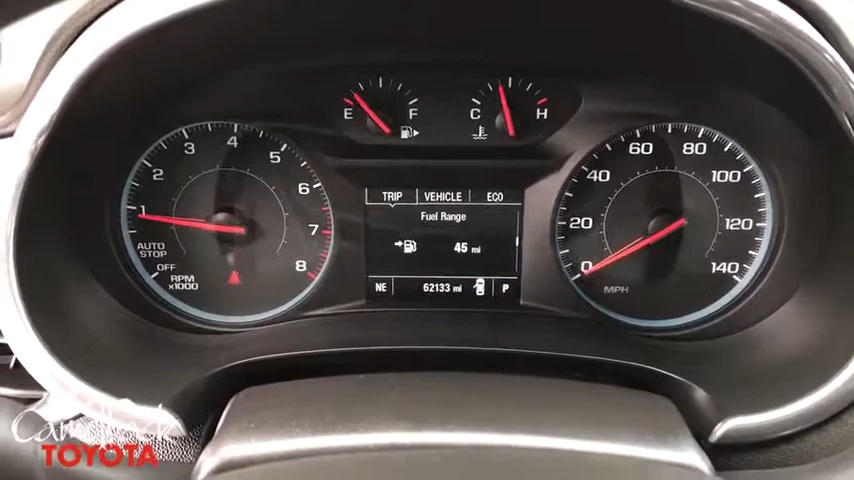 E F C H
1 2 3 4 5 6 7 8
AUTO
STOP
OFF
RPM
x1000
TRIP VEHICLE ECO
FUEL RANGE
45 mi
NE 62133 mi P
0 20 40 60 80 100 120 140
MPH
Camelback
TOYOTA